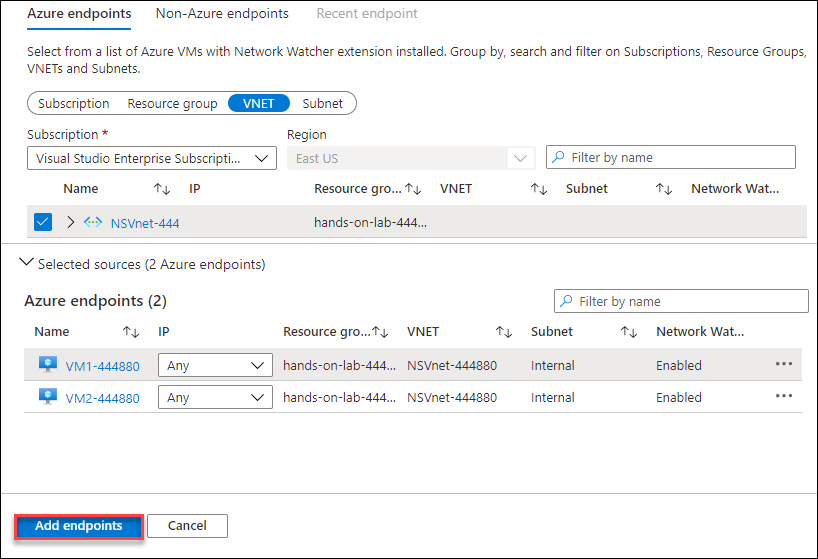 Azure endpoints Non-Azure endpoints Recent endpoint
Select from a list of Azure VMs with Network Watcher extension installed. Group by, search and filter on Subscriptions, Resource Groups,
VNETs and Subnets.
Subscription Resource group VNET Subnet
Subscription * Region
Visual Studio Enterprise Subscripti... East US Filter by name
Name IP Resource gro... VNET Subnet Network Wat...
NSVnet-444 hands-on-lab-444...
Selected sources (2 Azure endpoints)
Azure endpoints (2) Filter by name
Name IP Resource gro... VNET Subnet Network Wat...
VM1-444880 Any hands-on-lab-444... NSVnet-444880 Internal Enabled ...
VM2-444880 Any hands-on-lab-444... NSVnet-444880 Internal Enabled ...
Add endpoints Cancel